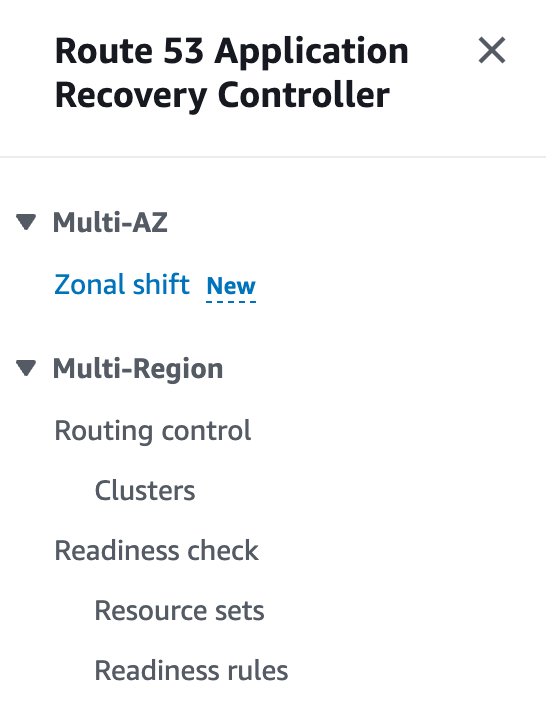 Route 53 Application
Recovery Controller
Multi-AZ
Zonal shift New
Multi-Region
Routing control
Clusters
Readiness check
Resource sets
Readiness rules